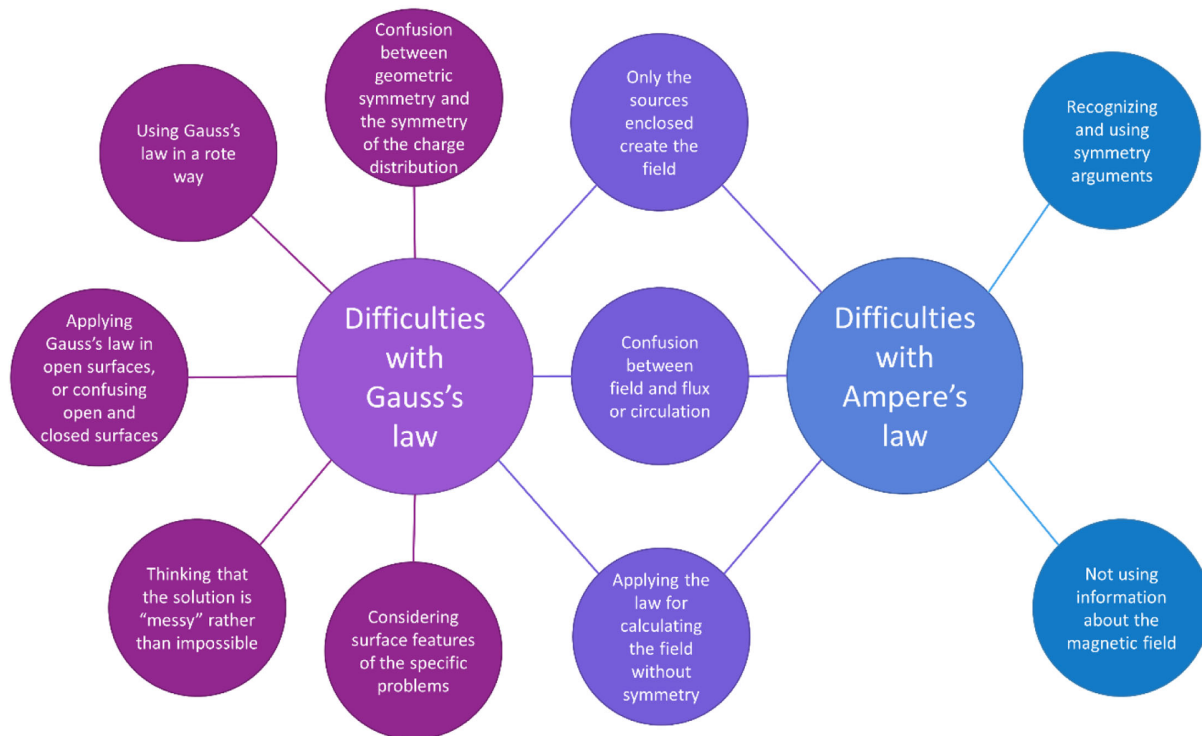 Confusion
between
geometric
symmetry and
the symmetry
of the charge
distribution
Using Gauss's
law in a rote
way
Applying
Gauss's law in
open surfaces,
or confusing
open and
closed surfaces
Thinking that
the solution is
“messy” rather
than impossible
Considering
surface features
of the specific
problems
Difficulties
with
Gauss's
law
Only the
sources
enclosed create
the field
Confusion
between
field and flux
or circulation
Applying the
law for
calculating
the field
without
symmetry
Difficulties
with
Ampere's
law
Recognizing
and using
symmetry
arguments
Not using
information
about the
magnetic field